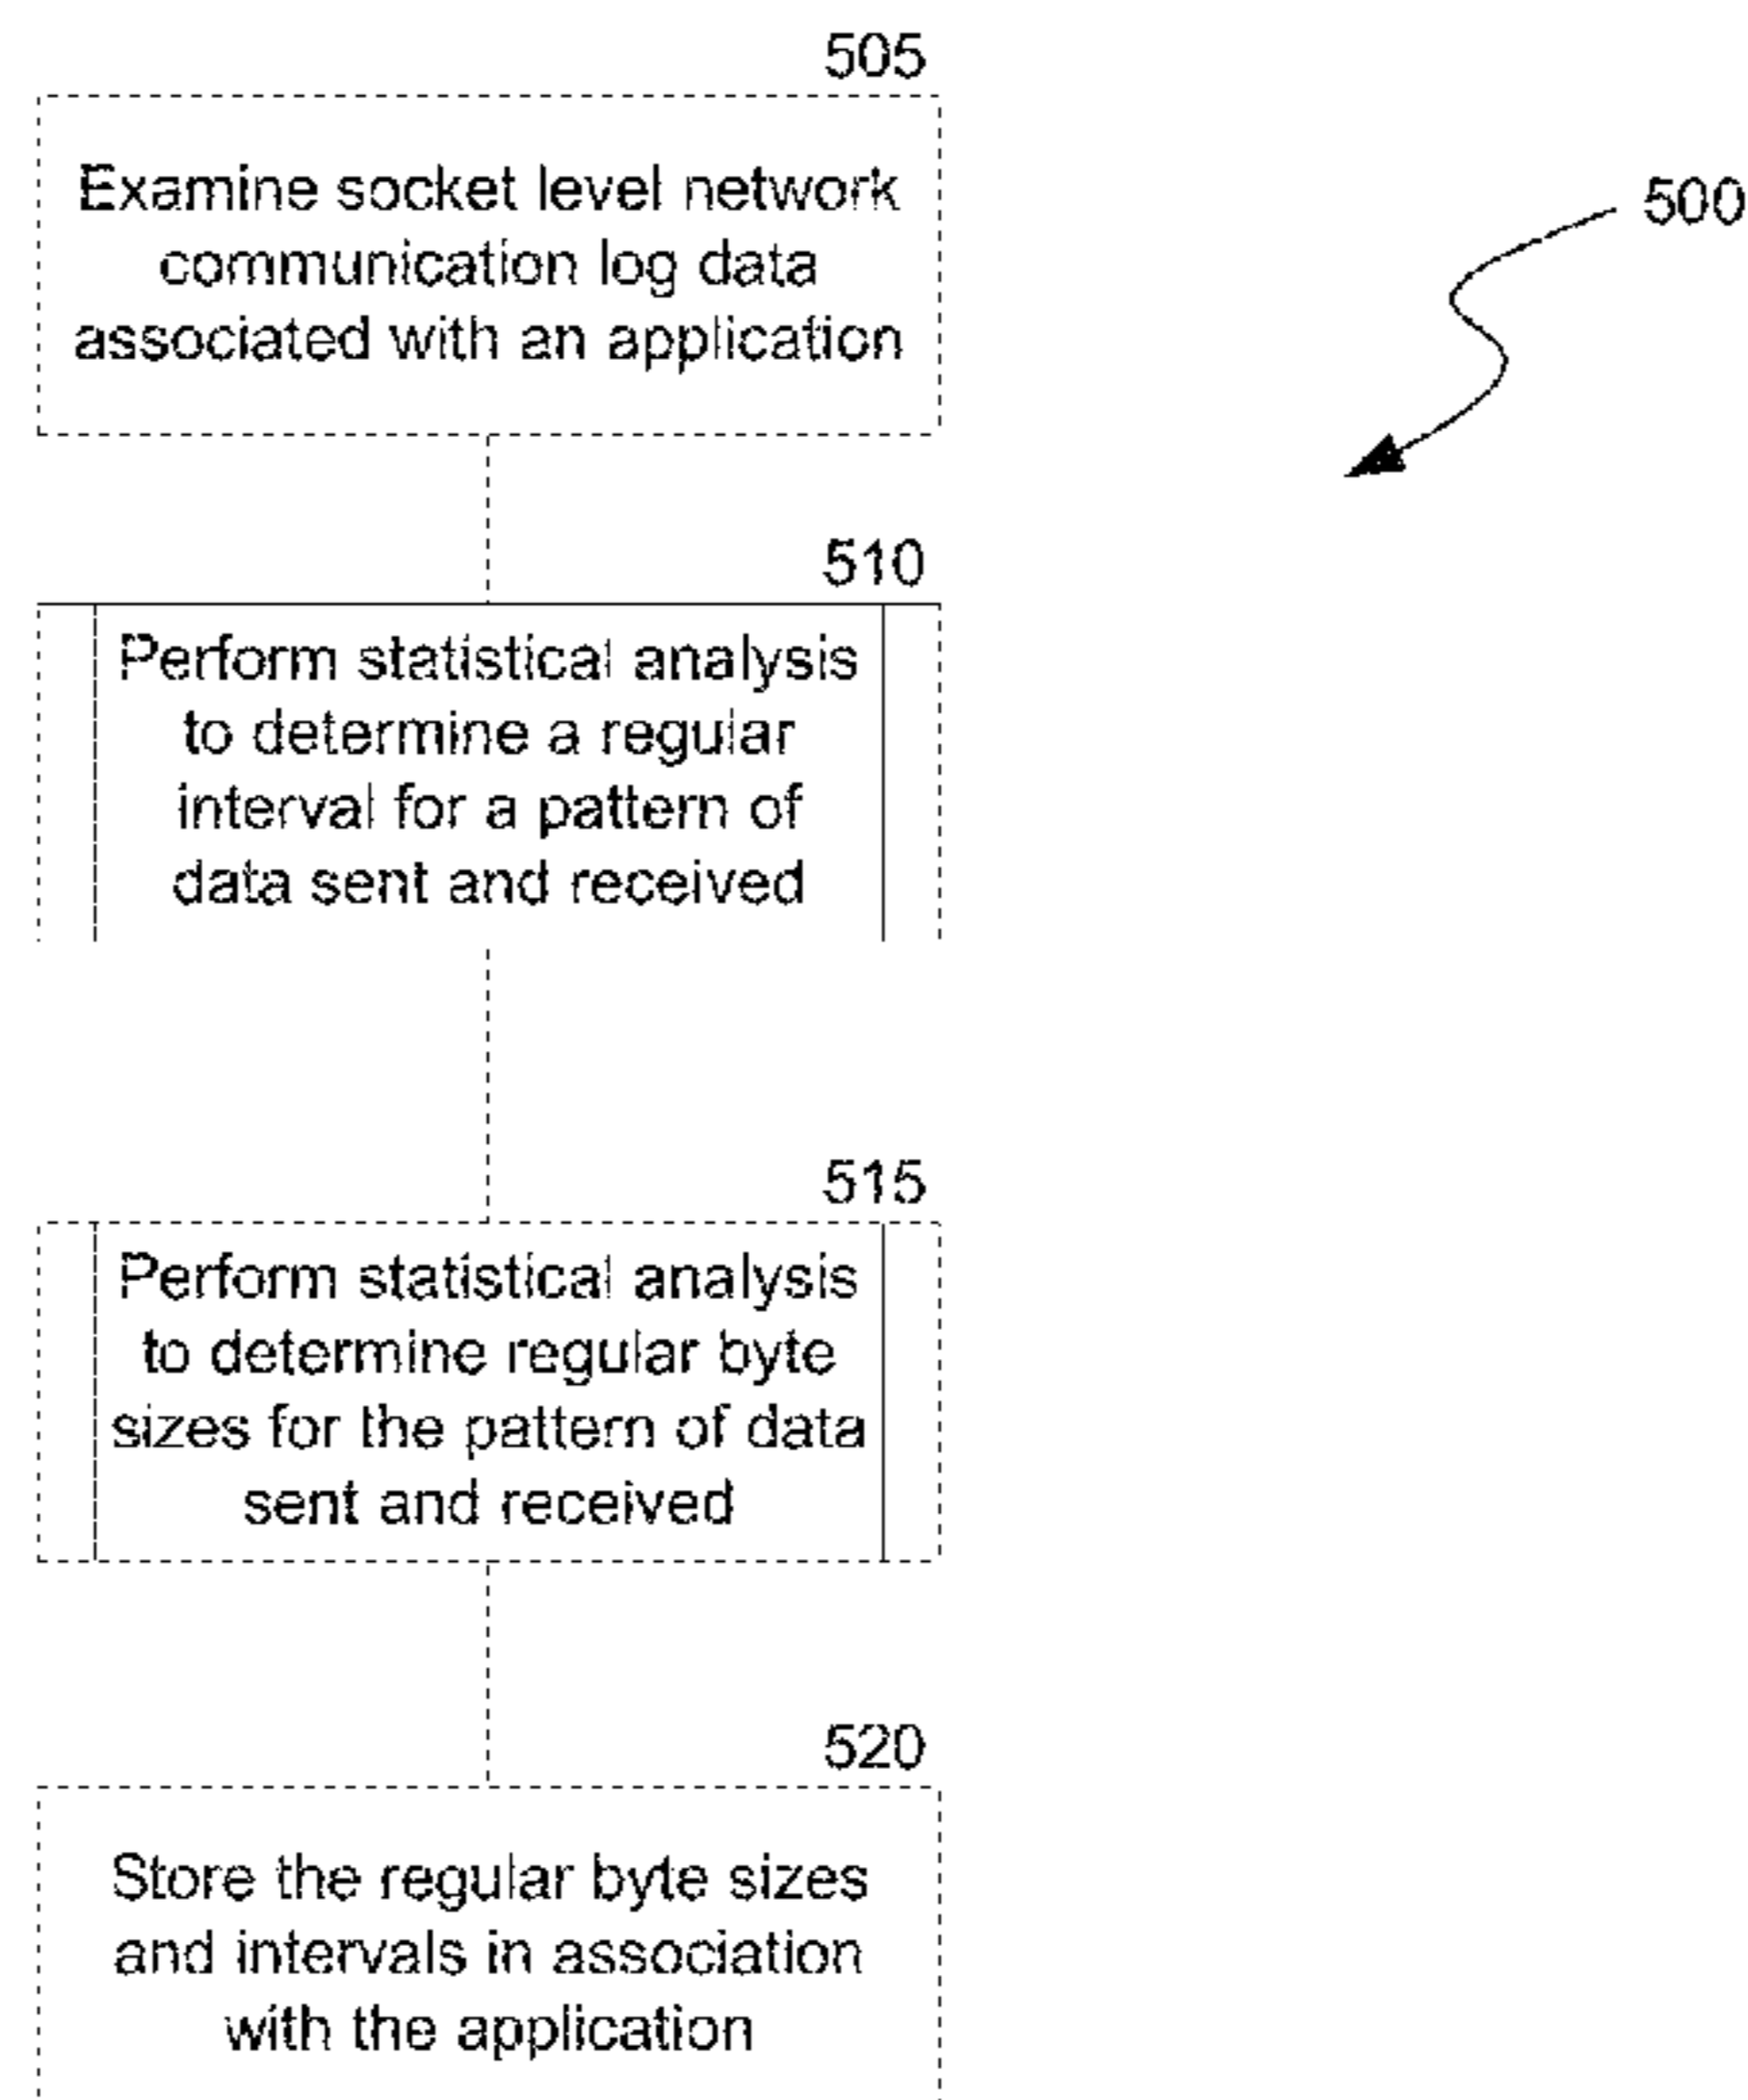 505
Examine socket level network
communication log data
associated with an application
500
510
Perform statistical analysis
to determine a regular
interval for a pattern of
data sent and received
515
Perform statistical analysis
to determine regular byte
sizes for the pattern of data
sent and received
520
Store the regular byte sizes
and intervals in association
with the application